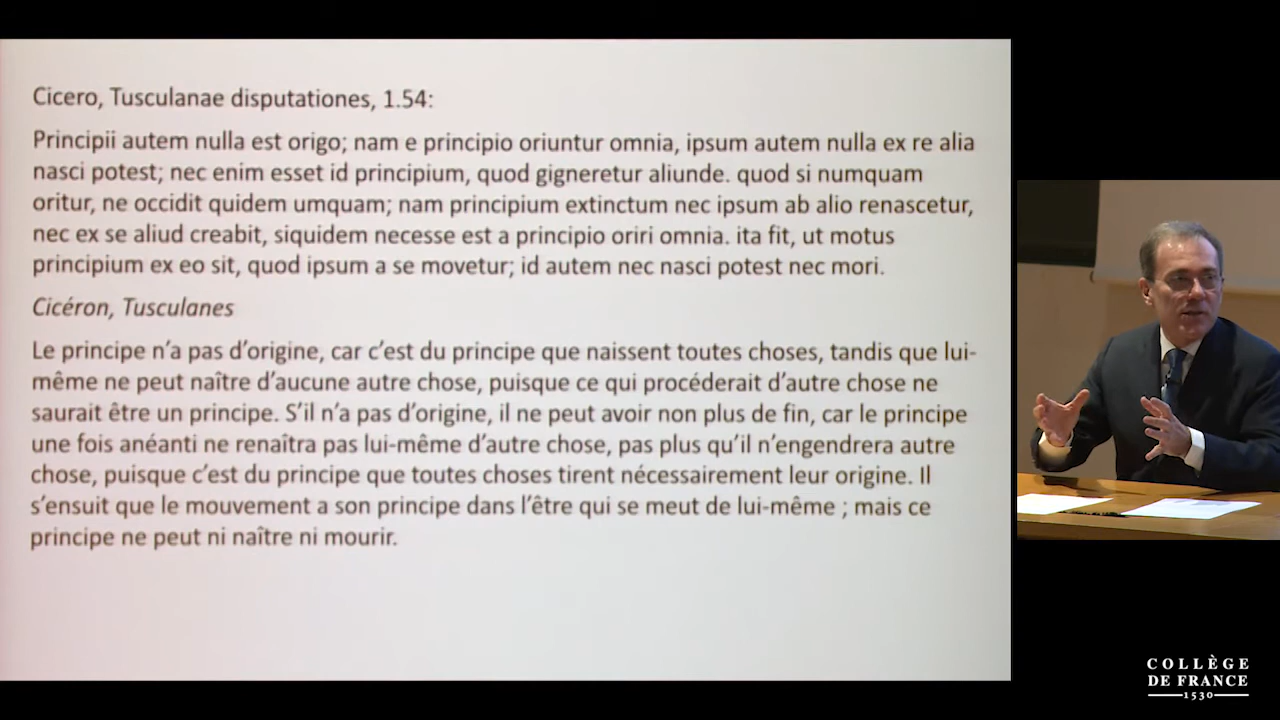 Cicero, Tusculanae disputationes, 1.54:
Principii autem nulla est origo; nam e principio oriuntur omnia, ipsum autem nulla ex re alia
nasci potest; nec enim esset id principium, quod gigneretur aliunde. quod si numquam
oritur, ne occidit quidem umquam; nam principium extinctum nec ipsum ab alio renascetur,
nec ex se aliud creabit, siquidem necesse est a principio oriri omnia. ita fit, ut motus
principium ex eo sit, quod ipsum a se movetur; id autem nec nasci potest nec mori.
Cicéron, Tusculanes
Le principe n’a pas d’origine, car c’est du principe que naissent toutes choses, tandis que lui-
même ne peut naître d’aucune autre chose, puisque ce qui procéderait d’autre chose ne
saurait être un principe. S’il n’a pas d’origine, il ne peut avoir non plus de fin, car le principe
une fois anéanti ne renaîtra pas lui-même d’autre chose, pas plus qu’il n’engendrera autre
chose, puisque c’est du principe que toutes choses tirent nécessairement leur origine. Il
s’ensuit que le mouvement a son principe dans l’être qui se meut de lui-même ; mais ce
principe ne peut ni naître ni mourir.
COLLÈGE
DE FRANCE
1530